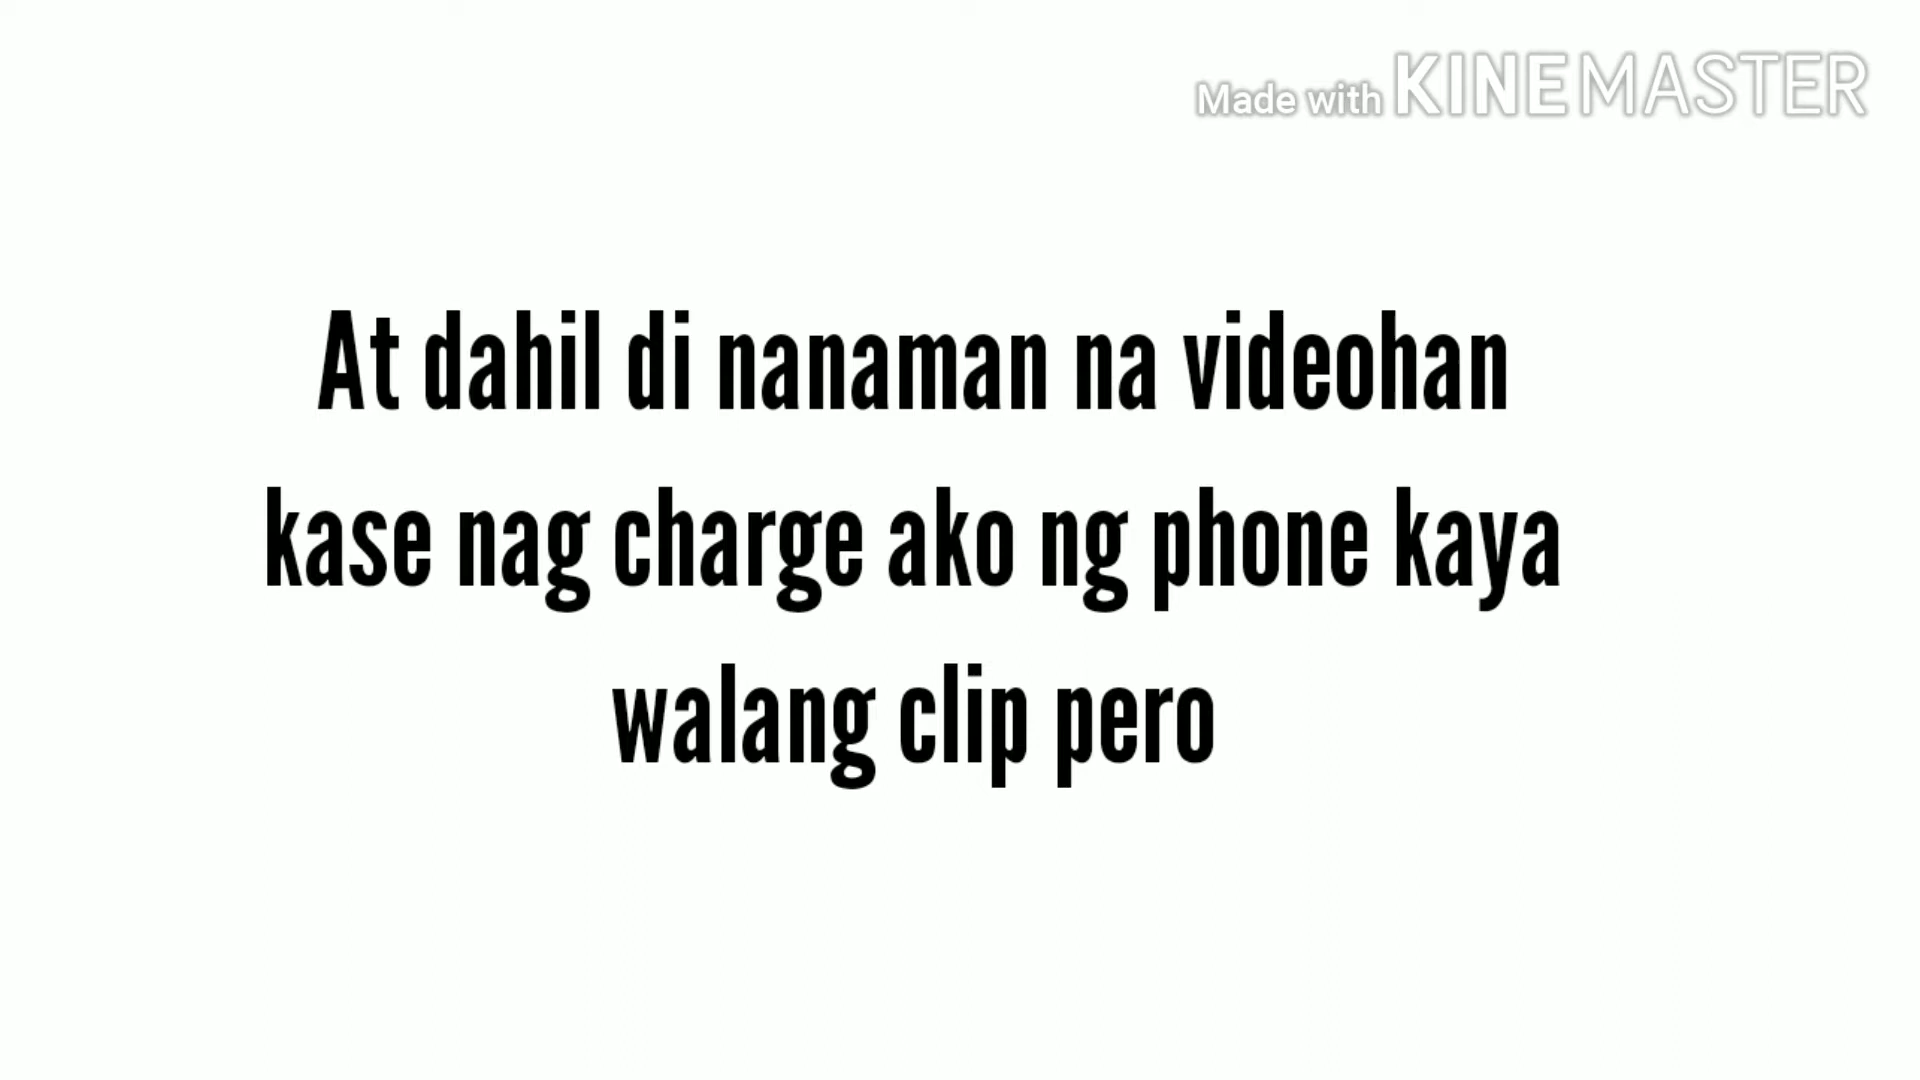 Made with KINEMASTER
At dahil di nanaman na videohan
kase nag charge ako ng phone kaya
walang clip pero